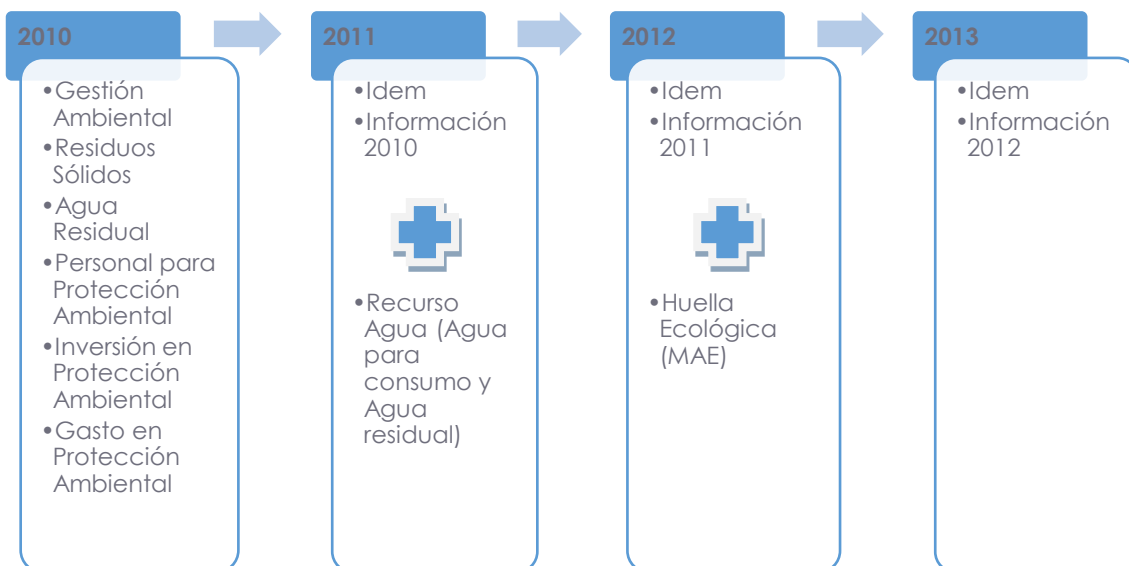 2010
•Gestión
Ambiental
•Residuos
Sólidos
•Agua
Residual
•Personal para
Protección
Ambiental
•Inversión en
Protección
Ambiental
•Gasto en
Protección
Ambiental
2011
•Idem
•Información
2010
•Recurso
Agua (Agua
para
consumo y
Agua
residual)
2012
•Idem
•Información
2011
•Huella
Ecológica
(MAE)
2013
•Idem
•Información
2012